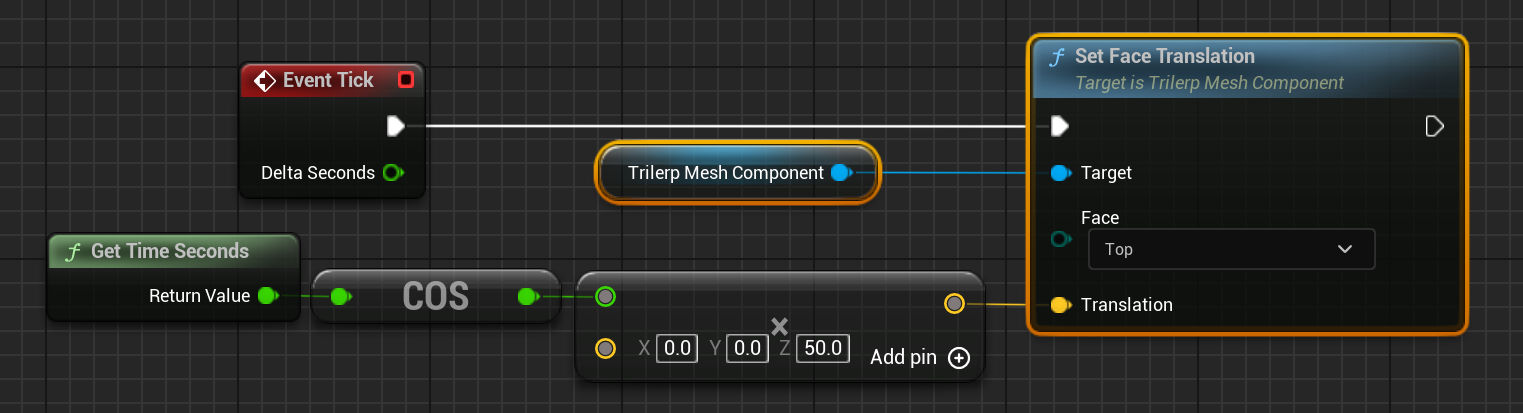 Event Tick
Delta Seconds
Get Time Seconds
Return Value
COS
Trilerp Mesh Component
×
X 0.0 Y 0.0 Z 50.0
Add pin
f Set Face Translation
Target is Trilerp Mesh Component
Target
Face
Top
Translation